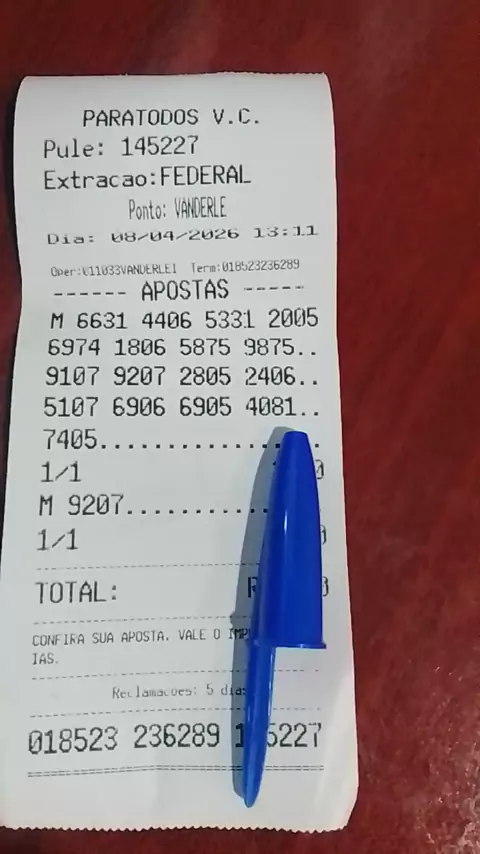 PARATODOS V.C.
Pule: 145227
Extracao:FEDERAL
Ponto: VANDERLE
Dia: 08/04/2026 13:11
Oper:011033VANDERLEI Term:018523236289
------ APOSTAS -----
M 6631 4406 5331 2005
6974 1806 5875 9875..
9107 9207 2805 2406..
5107 6906 6905 4081..
7405...................
1/1
M 9207............
1/1
TOTAL:
CONFIRA SUA APOSTA. VALE O
IAS.
Reclamacoes: 5 dias
018523 236289